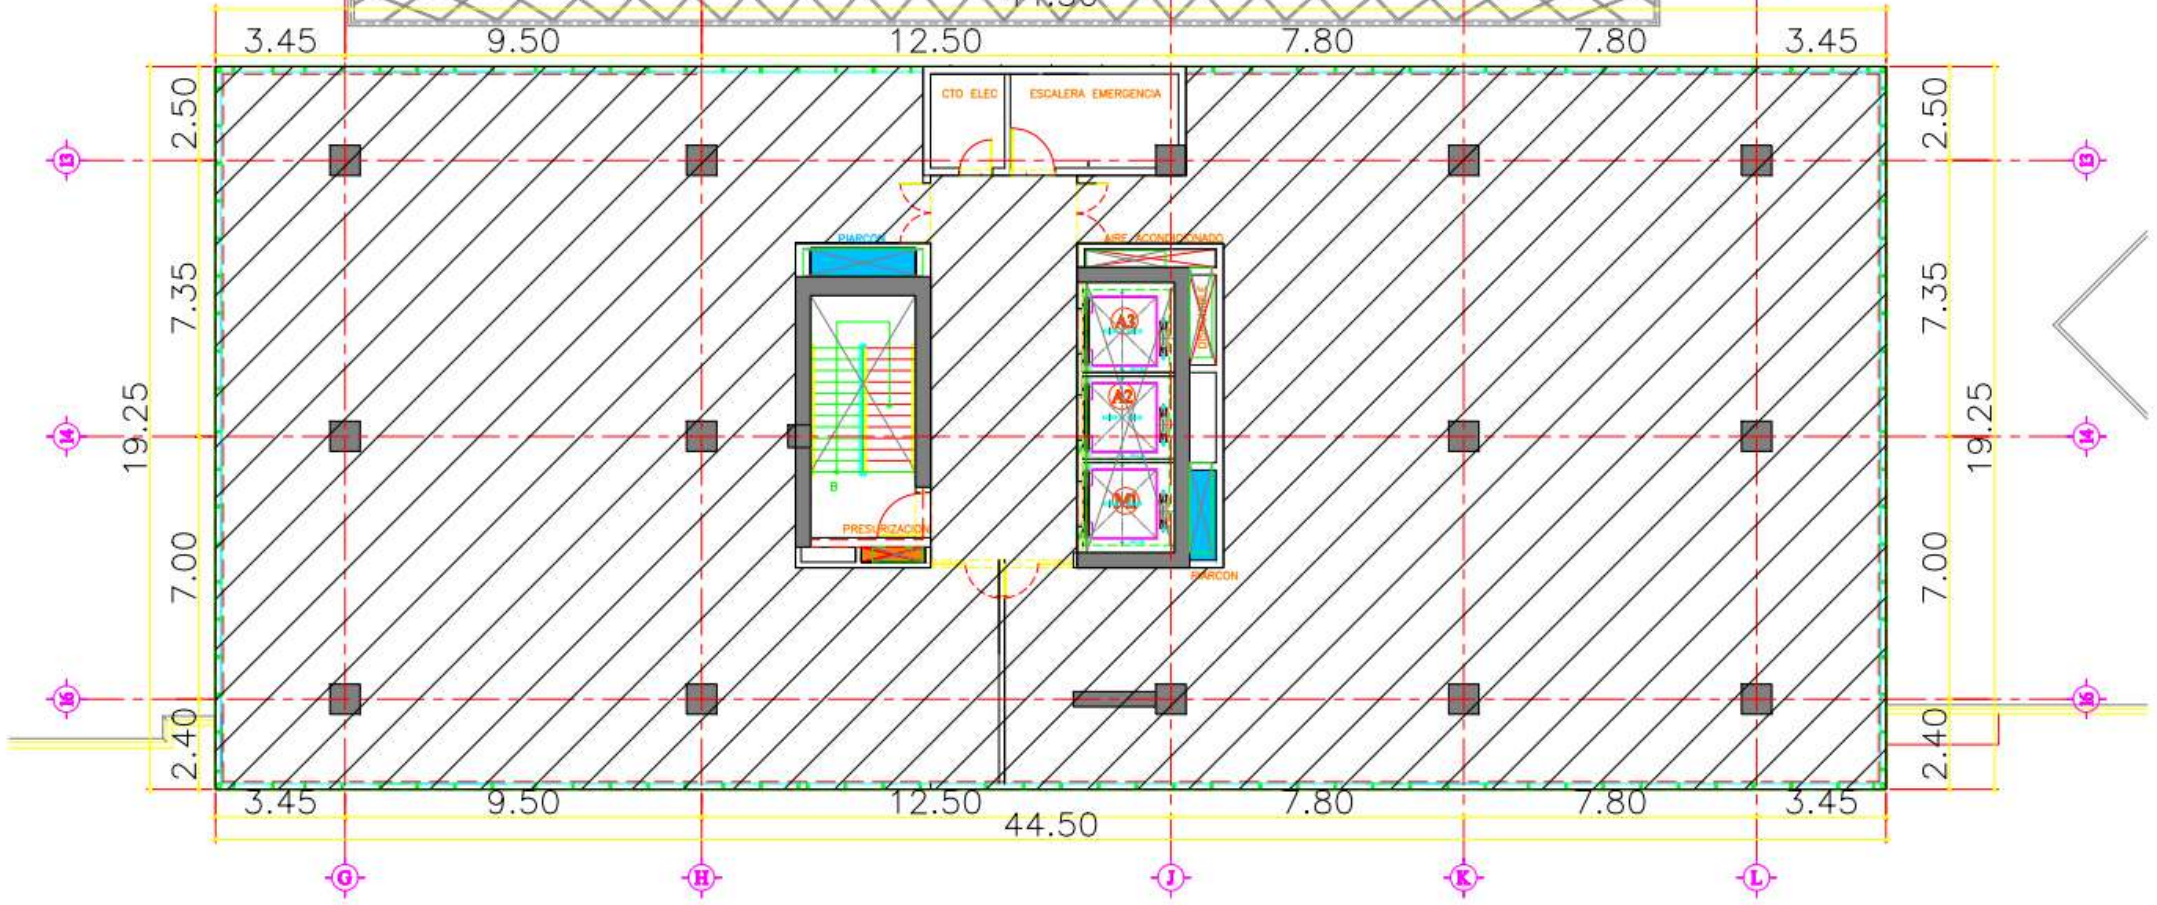 3.45 9.50 12.50 7.80 7.80 3.45
2.50 2.50
CTO ELEC ESCALERA EMERGENCIA
13 13
PIARCON AIRE ACONDICIONADO
7.35 7.35
A3
A2
19.25 19.25
14 14
B M1
PRESURIZACION
7.00 7.00
PIARCON
16 16
2.40 2.40
3.45 9.50 12.50 7.80 7.80 3.45
44.50
G H J K L